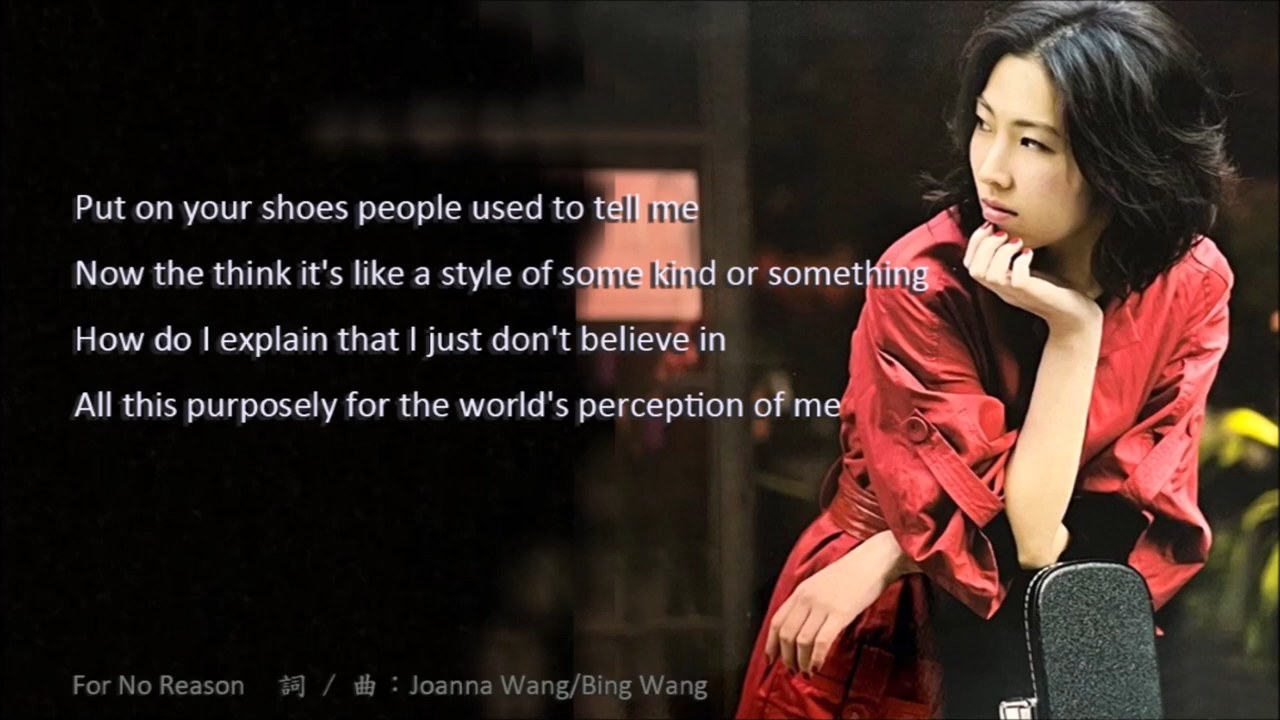 Put on your shoes people used to tell me
Now the think it's like a style of some kind or something
How do I explain that I just don't believe in
All this purposely for the world's perception of me
For No Reason 詞 / 曲：Joanna Wang/Bing Wang